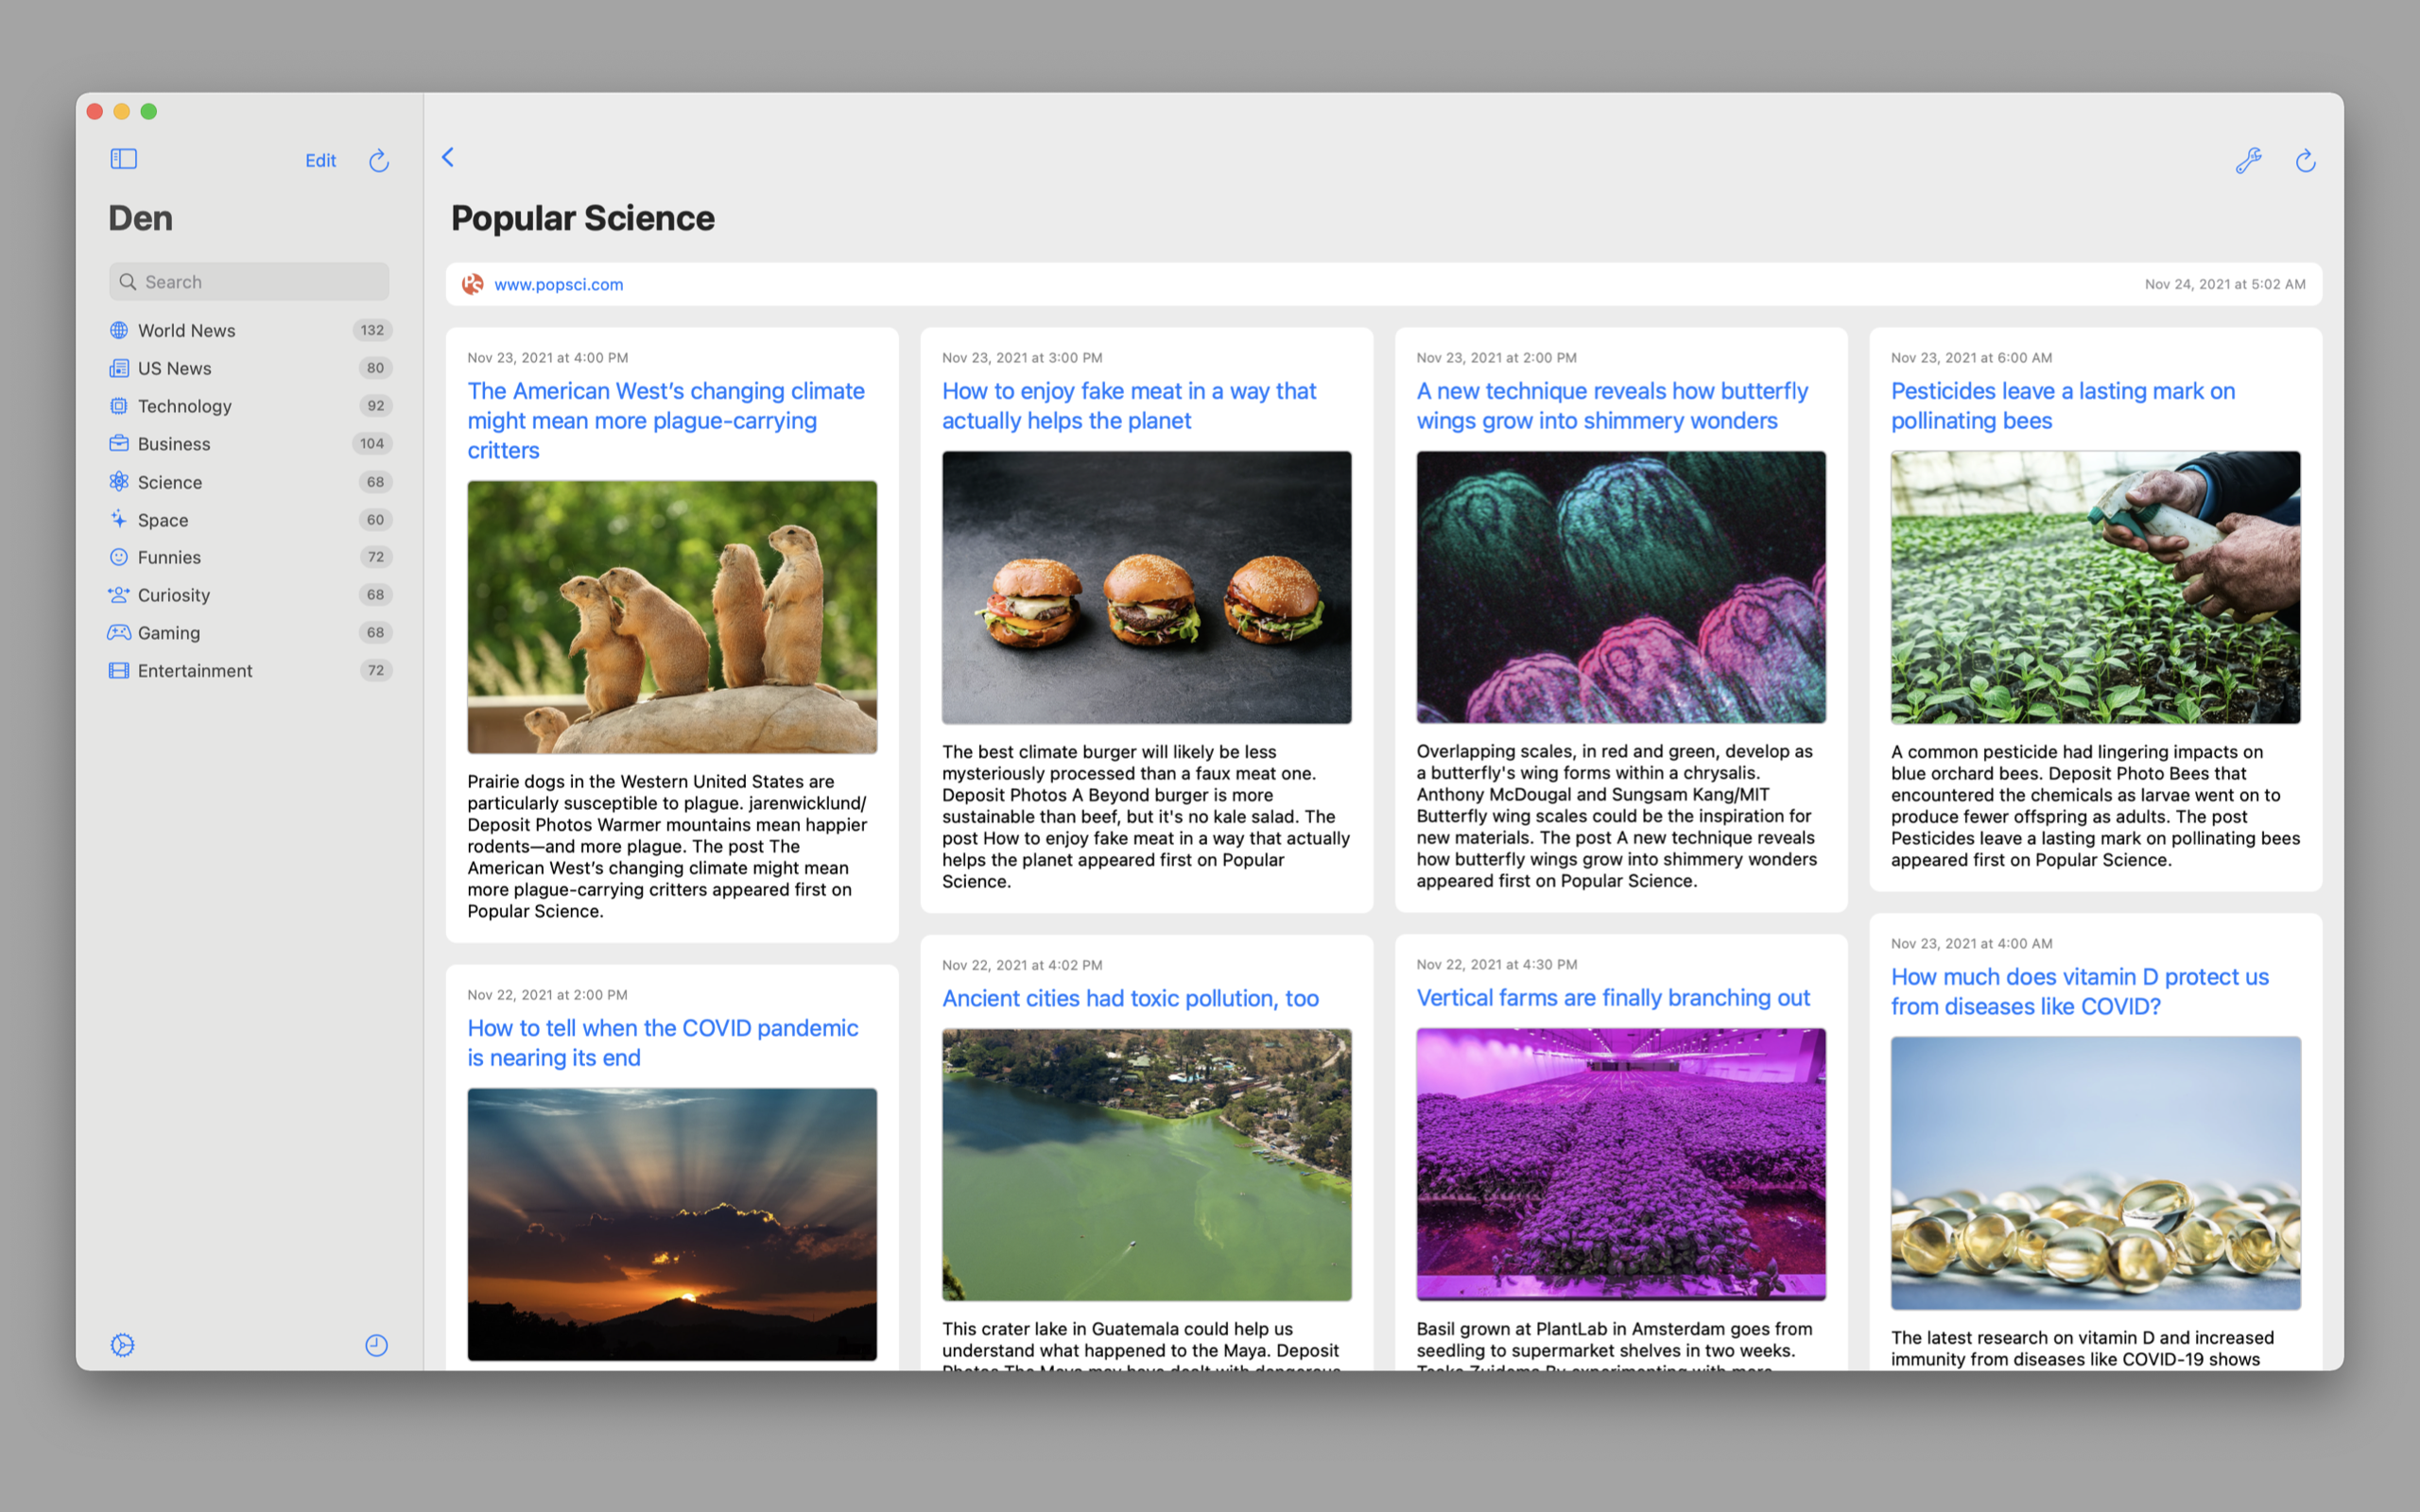 Edit
Den
Search
World News 132
US News 80
Technology 92
Business 104
Science 68
Space 60
Funnies 72
Curiosity 68
Gaming 68
Entertainment 72
Popular Science
PS www.popsci.com Nov 24, 2021 at 5:02 AM
Nov 23, 2021 at 4:00 PM
The American West’s changing climate
might mean more plague-carrying
critters
Prairie dogs in the Western United States are
particularly susceptible to plague. jarenwicklund/
Deposit Photos Warmer mountains mean happier
rodents—and more plague. The post The
American West’s changing climate might mean
more plague-carrying critters appeared first on
Popular Science.
Nov 22, 2021 at 2:00 PM
How to tell when the COVID pandemic
is nearing its end
Nov 23, 2021 at 3:00 PM
How to enjoy fake meat in a way that
actually helps the planet
The best climate burger will likely be less
mysteriously processed than a faux meat one.
Deposit Photos A Beyond burger is more
sustainable than beef, but it's no kale salad. The
post How to enjoy fake meat in a way that actually
helps the planet appeared first on Popular
Science.
Nov 22, 2021 at 4:02 PM
Ancient cities had toxic pollution, too
This crater lake in Guatemala could help us
understand what happened to the Maya. Deposit
Photos The Maya may have dealt with dangerous
Nov 23, 2021 at 2:00 PM
A new technique reveals how butterfly
wings grow into shimmery wonders
Overlapping scales, in red and green, develop as
a butterfly's wing forms within a chrysalis.
Anthony McDougal and Sungsam Kang/MIT
Butterfly wing scales could be the inspiration for
new materials. The post A new technique reveals
how butterfly wings grow into shimmery wonders
appeared first on Popular Science.
Nov 22, 2021 at 4:30 PM
Vertical farms are finally branching out
Basil grown at PlantLab in Amsterdam goes from
seedling to supermarket shelves in two weeks.
Zuidema By experimenting with more
Nov 23, 2021 at 6:00 AM
Pesticides leave a lasting mark on
pollinating bees
A common pesticide had lingering impacts on
blue orchard bees. Deposit Photo Bees that
encountered the chemicals as larvae went on to
produce fewer offspring as adults. The post
Pesticides leave a lasting mark on pollinating bees
appeared first on Popular Science.
Nov 23, 2021 at 4:00 AM
How much does vitamin D protect us
from diseases like COVID?
The latest research on vitamin D and increased
immunity from diseases like COVID-19 shows